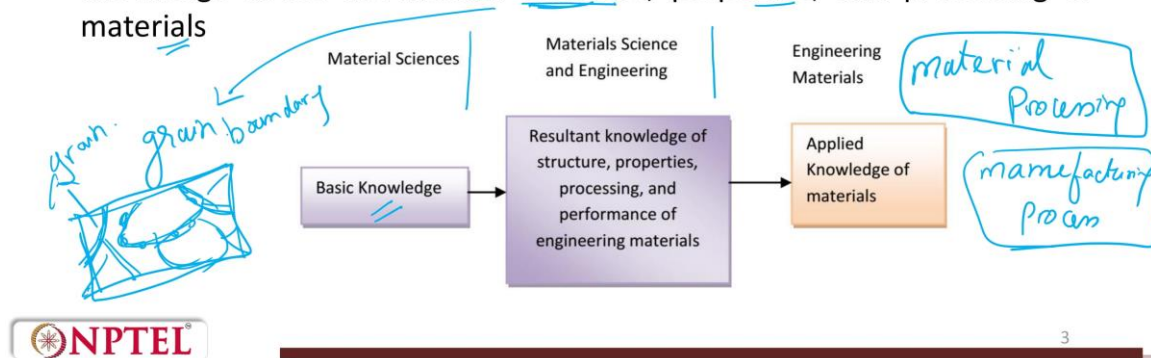 materials
Material Sciences
Materials Science
and Engineering
Engineering
Materials
material
Processing
grain.
grain boundary
Basic Knowledge
Resultant knowledge of
structure, properties,
processing, and
performance of
engineering materials
Applied
Knowledge of
materials
mamefacturing
process
NPTEL
3